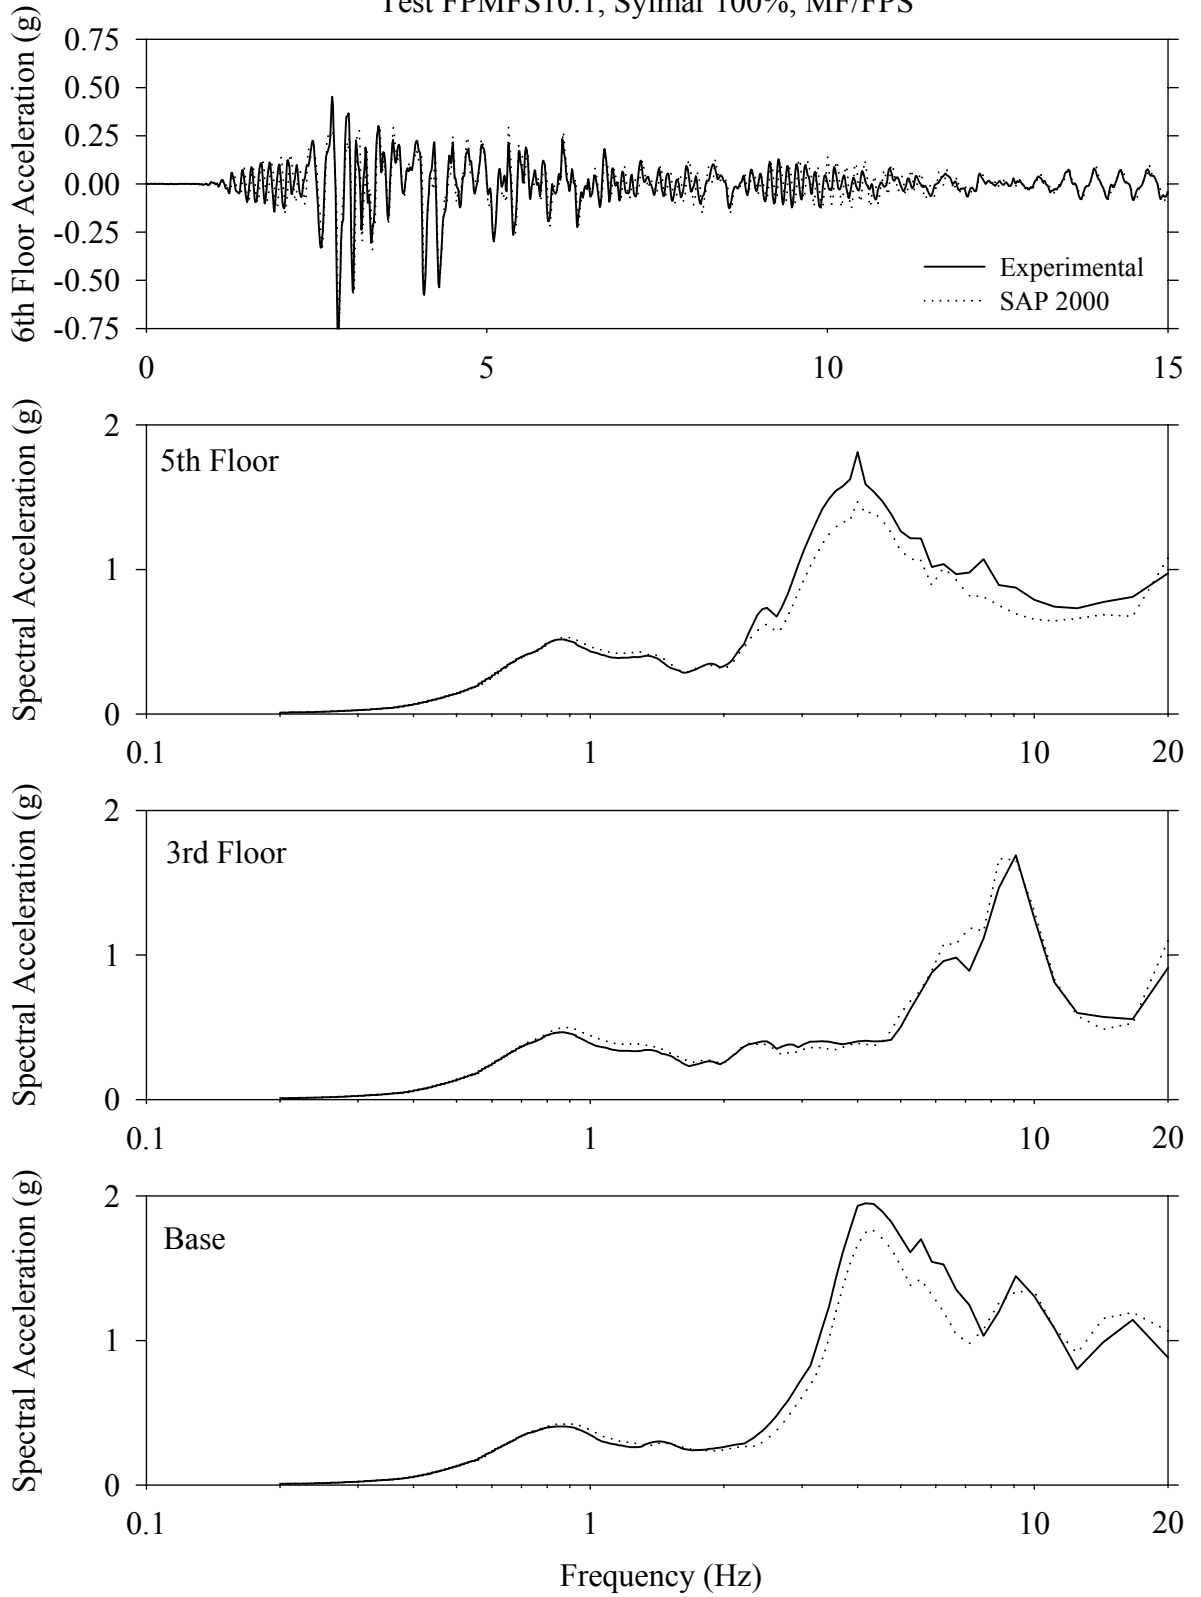 Test FPMFS10.1, Sylmar 100%, MF/FPS
6th Floor Acceleration (g)
0.75
0.50
0.25
0.00
-0.25
-0.50
-0.75
Experimental
SAP 2000
0 5 10 15
Spectral Acceleration (g)
2
1
0
5th Floor
0.1 1 10 20
Spectral Acceleration (g)
2
1
0
3rd Floor
0.1 1 10 20
Spectral Acceleration (g)
2
1
0
Base
0.1 1 10 20
Frequency (Hz)